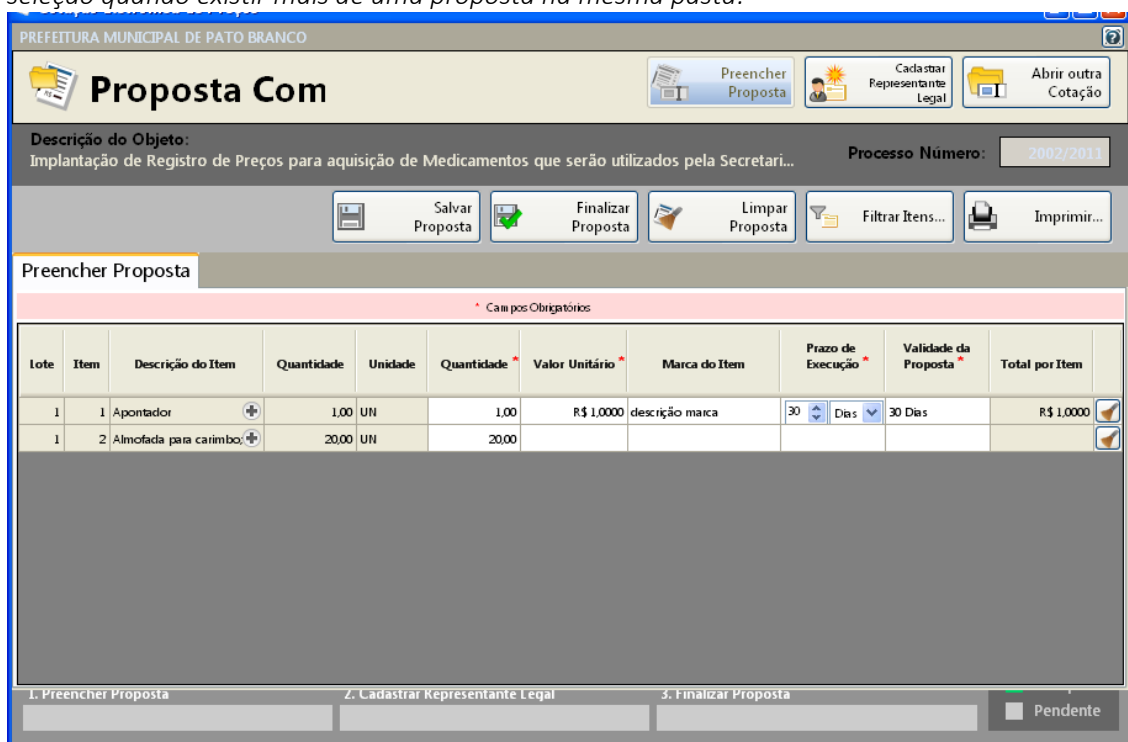 seleção quando existir mais de uma proposta na mesma pasta.
PREFEITURA MUNICIPAL DE PATO BRANCO
Proposta Com
Preencher
Proposta
Cadastrar
Representante
Legal
Abrir outra
Cotação
Descrição do Objeto:
Implantação de Registro de Preços para aquisição de Medicamentos que serão utilizados pela Secretari...
Processo Número:
2002/2011
Salvar
Proposta
Finalizar
Proposta
Limpar
Proposta
Filtrar Itens...
Imprimir...
Preencher Proposta
* Campos Obrigatórios
Lote Item Descrição do Item Quantidade Unidade Quantidade * Valor Unitário * Marca do Item Prazo de Execução * Validade da Proposta * Total por Item
1 1 Apontador 1,00 UN 1,00 R$ 1,0000 descrição marca 30 Dias 30 Dias R$ 1,0000
1 2 Almofada para carimbo; 20,00 UN 20,00
1. Preencher Proposta 2. Cadastrar Representante Legal 3. Finalizar Proposta
Pendente